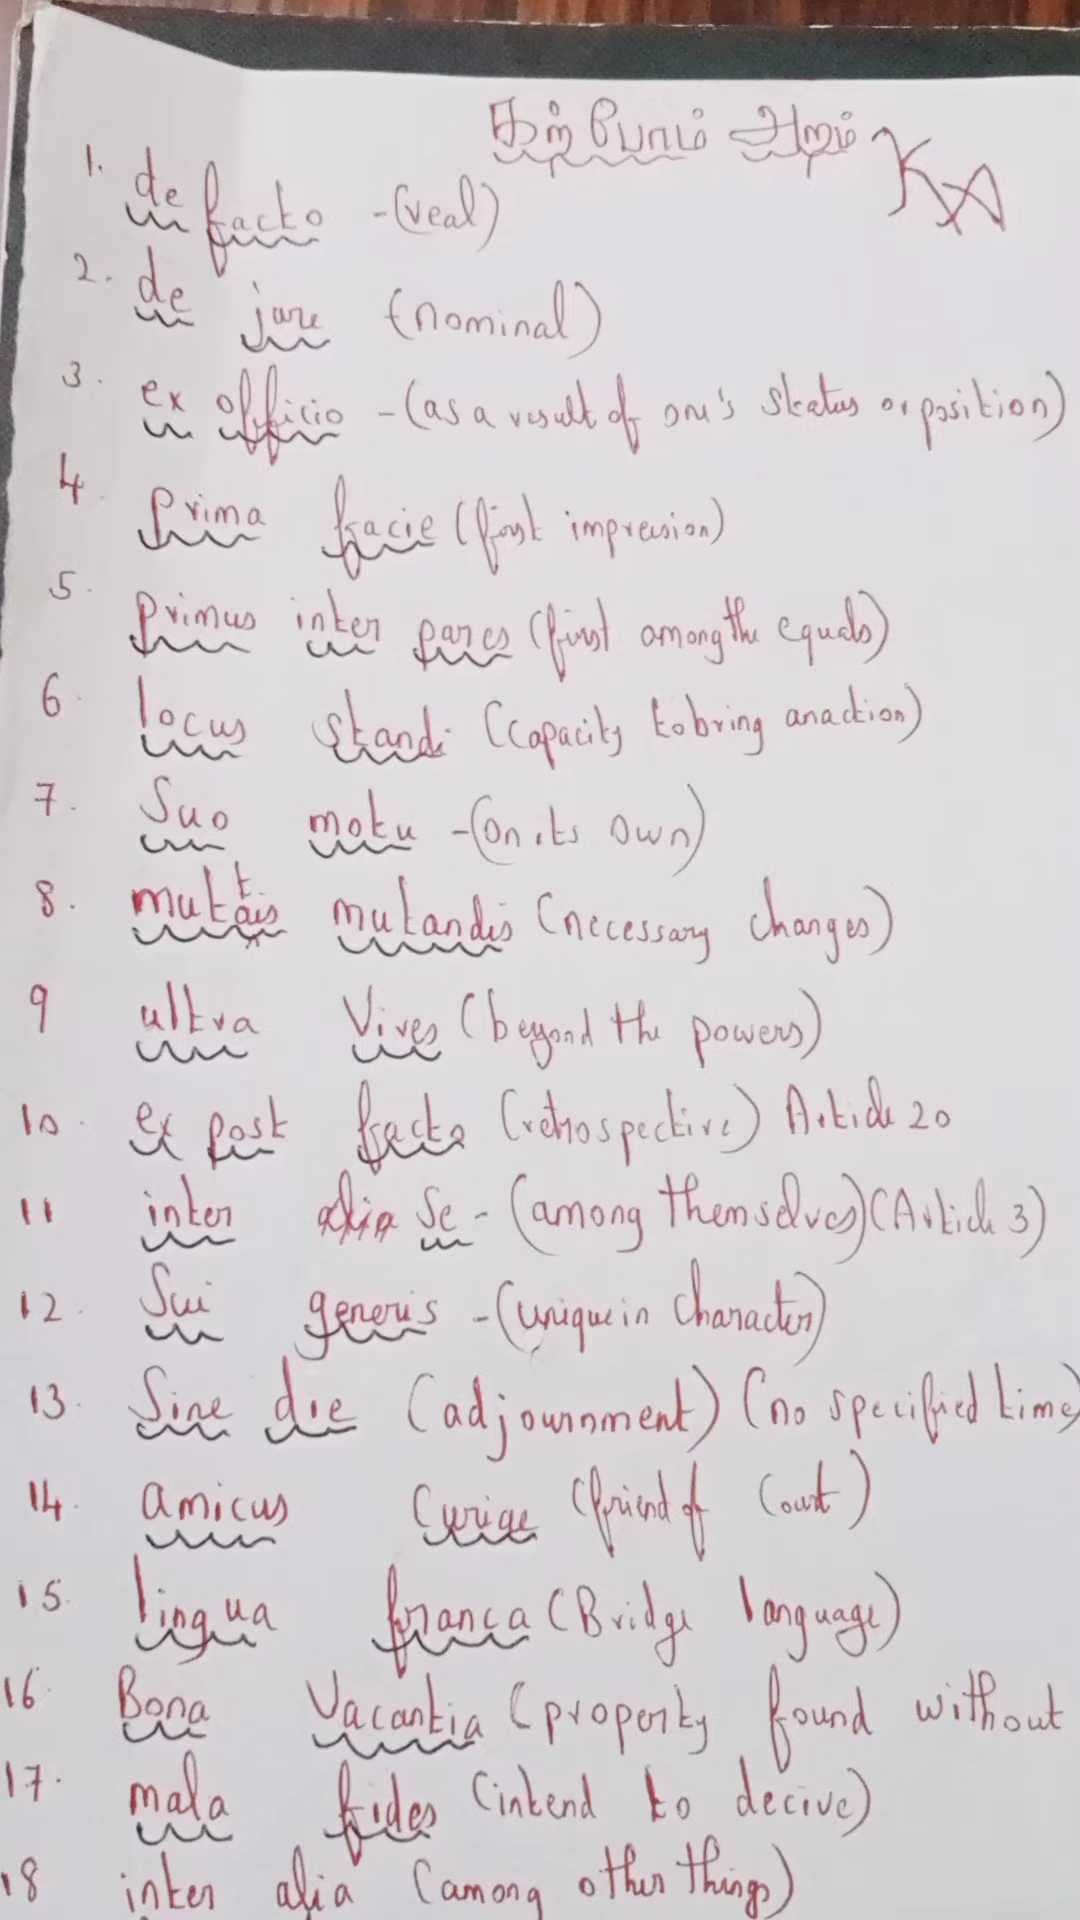 கற்போம் அறம் KA
1. de facto - (real)
2. de jure (nominal)
3. ex officio - (as a result of one's status or position)
4 Prima facie (first impression)
5. Primus inter pares (first among the equals)
6. locus standi (capacity to bring an action)
7. Suo motu - (on its own)
8. mutatis mutandis (necessary changes)
9 ultra Vires (beyond the powers)
10. ex post facto (retrospective) Article 20
11 inter alia Se - (among themselves) (Article 3)
12. Sui generis - (unique in character)
13. Sine die (adjournment) (no specified time)
14. amicus Curiae (friend of Court)
15. lingua franca (Bridge language)
16. Bona Vacantia (property found without
17. mala fides (intend to decive)
18 inter alia (among other things)